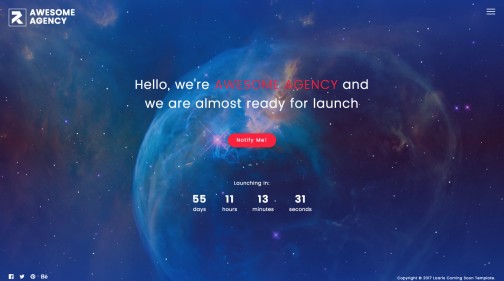 AWESOME
AGENCY
Hello, we're AWESOME AGENCY and
we are almost ready for launch
Notify Me!
Launching in:
55 11 13 31
days hours minutes seconds
Bē
Copyright © 2017 Loaris Coming Soon Template.